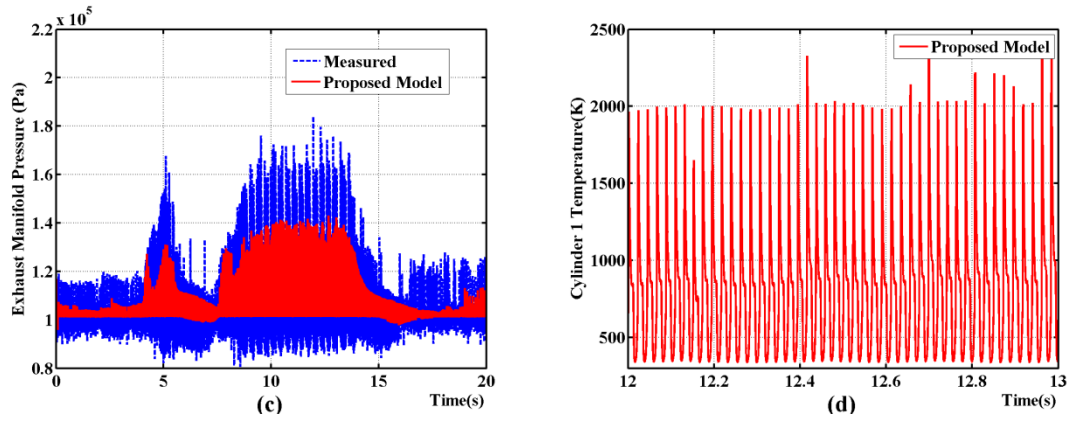 x 10^5
2.2
2
1.8
1.6
1.4
1.2
1
0.8
Exhaust Manifold Pressure (Pa)
Measured
Proposed Model
0 5 10 15 20
(c) Time(s)
2500
2000
1500
1000
500
Cylinder 1 Temperature(K)
Proposed Model
12 12.2 12.4 12.6 12.8 13
(d) Time(s)